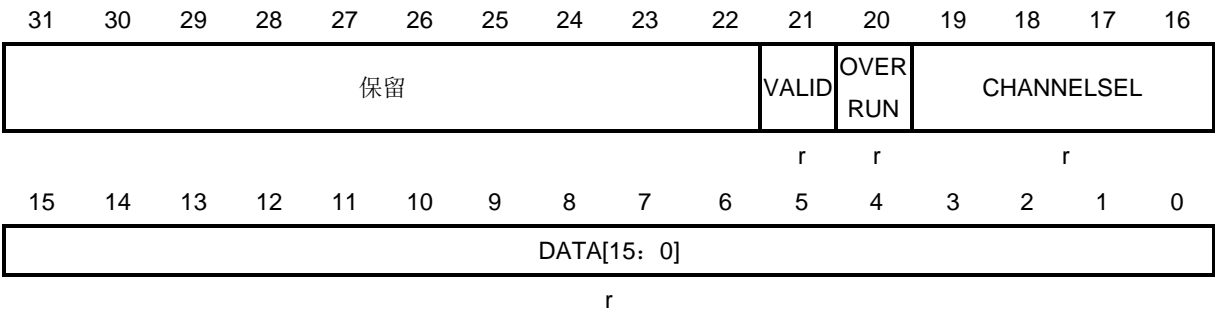 31 30 29 28 27 26 25 24 23 22 21 20 19 18 17 16
保留 VALID OVER RUN CHANNELSEL
r r r
15 14 13 12 11 10 9 8 7 6 5 4 3 2 1 0
DATA[15：0]
r